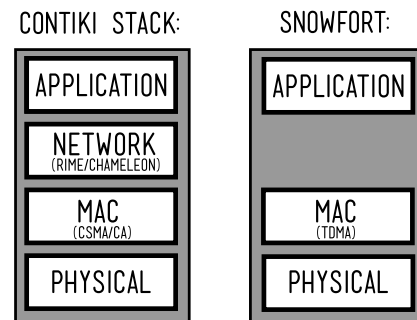 CONTIKI STACK:
APPLICATION
NETWORK
(RIME/CHAMELEON)
MAC
(CSMA/CA)
PHYSICAL
SNOWFORT:
APPLICATION
MAC
(TDMA)
PHYSICAL